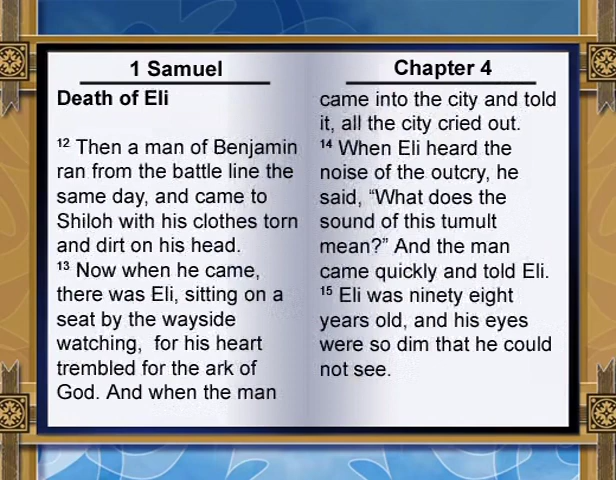 1 Samuel
Death of Eli
12 Then a man of Benjamin
ran from the battle line the
same day, and came to
Shiloh with his clothes torn
and dirt on his head.
13 Now when he came,
there was Eli, sitting on a
seat by the wayside
watching,  for his heart
trembled for the ark of
God. And when the man
Chapter 4
came into the city and told
it, all the city cried out.
14 When Eli heard the
noise of the outcry, he
said, “What does the
sound of this tumult
mean?” And the man
came quickly and told Eli.
15 Eli was ninety eight
years old, and his eyes
were so dim that he could
not see.